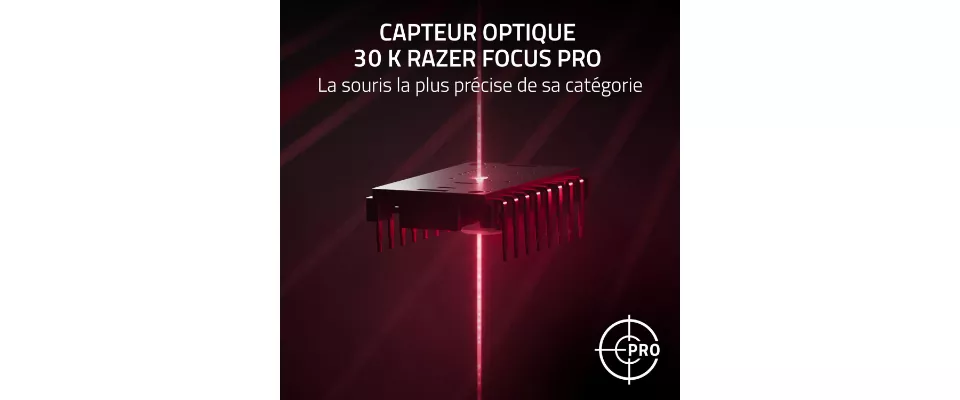 CAPTEUR OPTIQUE
30 K RAZER FOCUS PRO
La souris la plus précise de sa catégorie
PRO